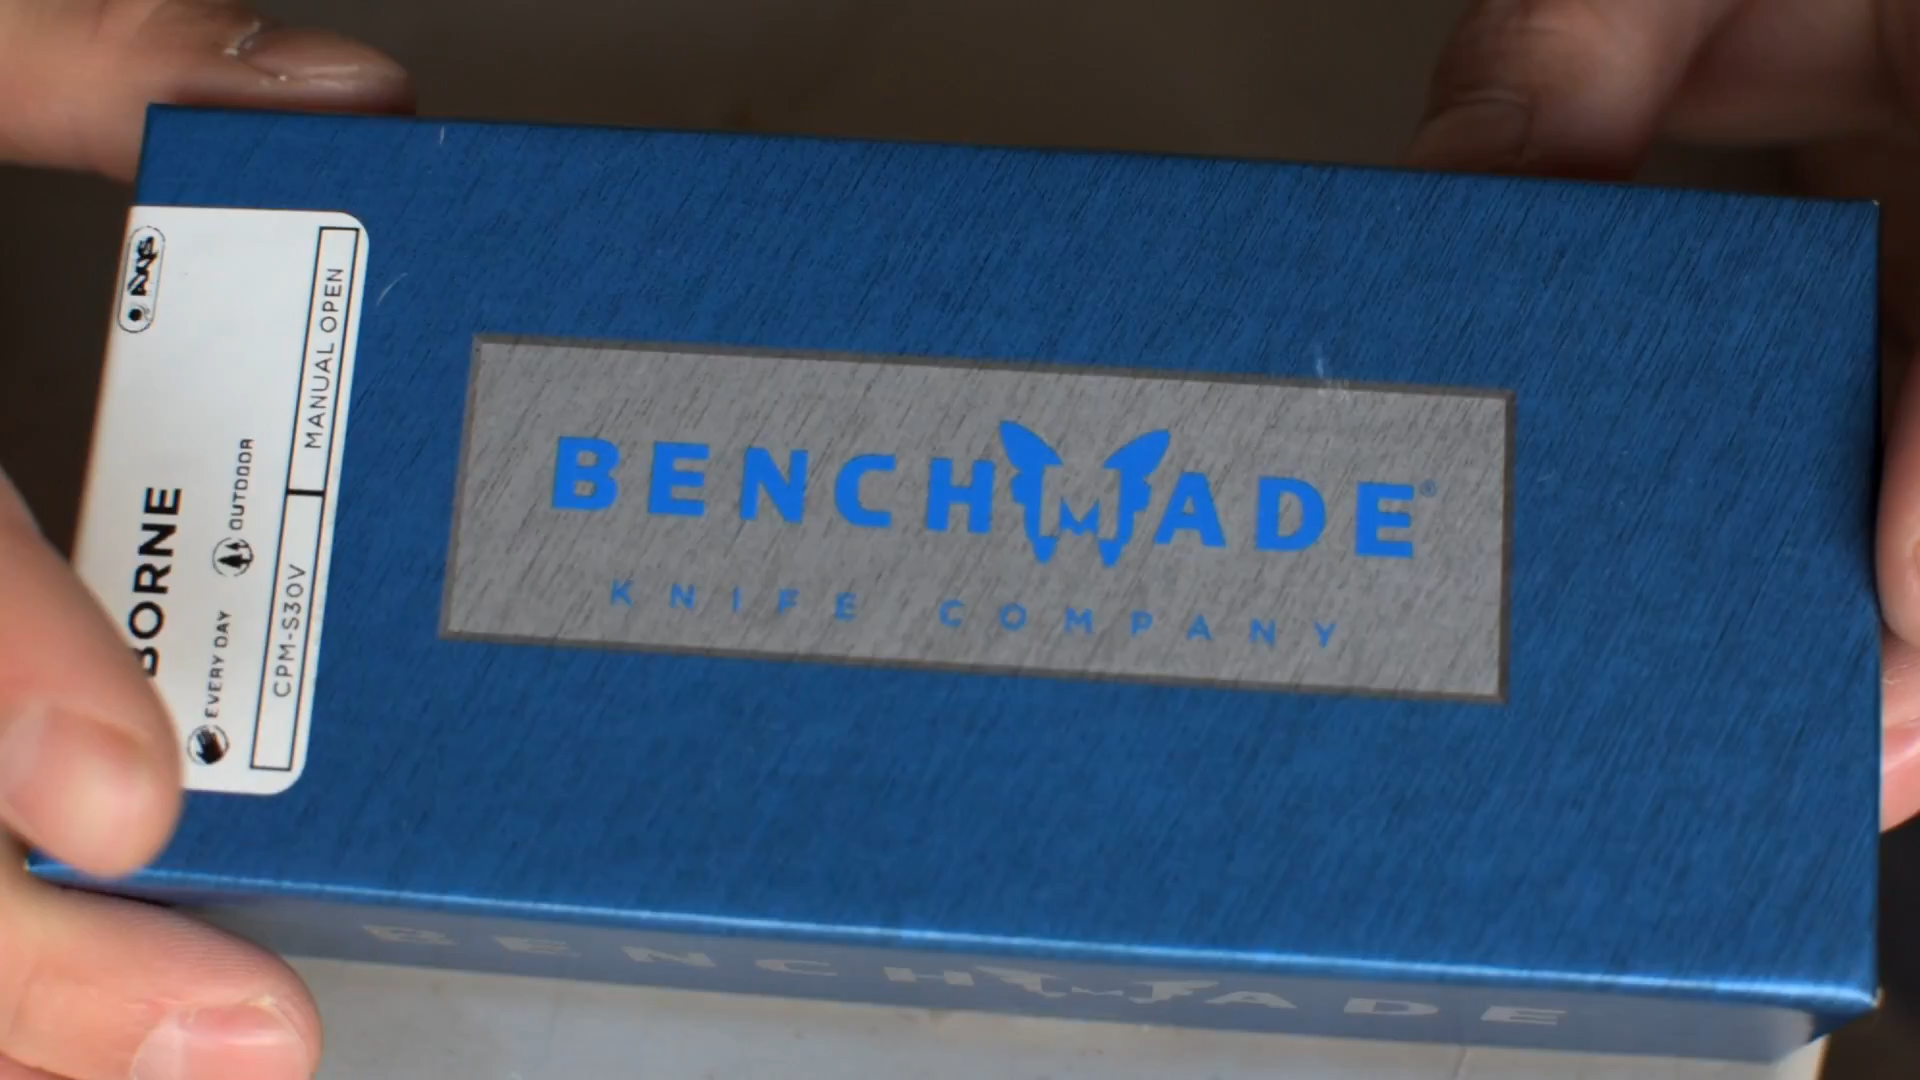 AXIS
BORNE
EVERY DAY OUTDOOR
CPM-S30V MANUAL OPEN
BENCHMADE®
KNIFE COMPANY
BENCHMADE